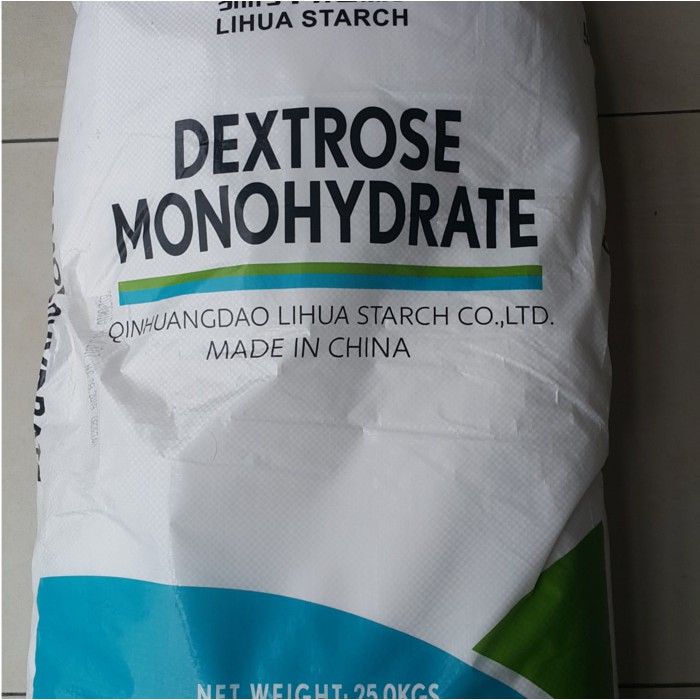 LIHUA STARCH
DEXTROSE
MONOHYDRATE
QINHUANGDAO LIHUA STARCH CO.,LTD.
MADE IN CHINA
NET WEIGHT: 25.0KGS